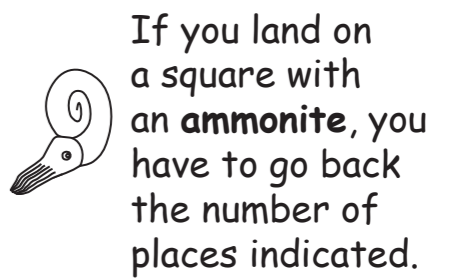 If you land on
a square with
an ammonite, you
have to go back
the number of
places indicated.